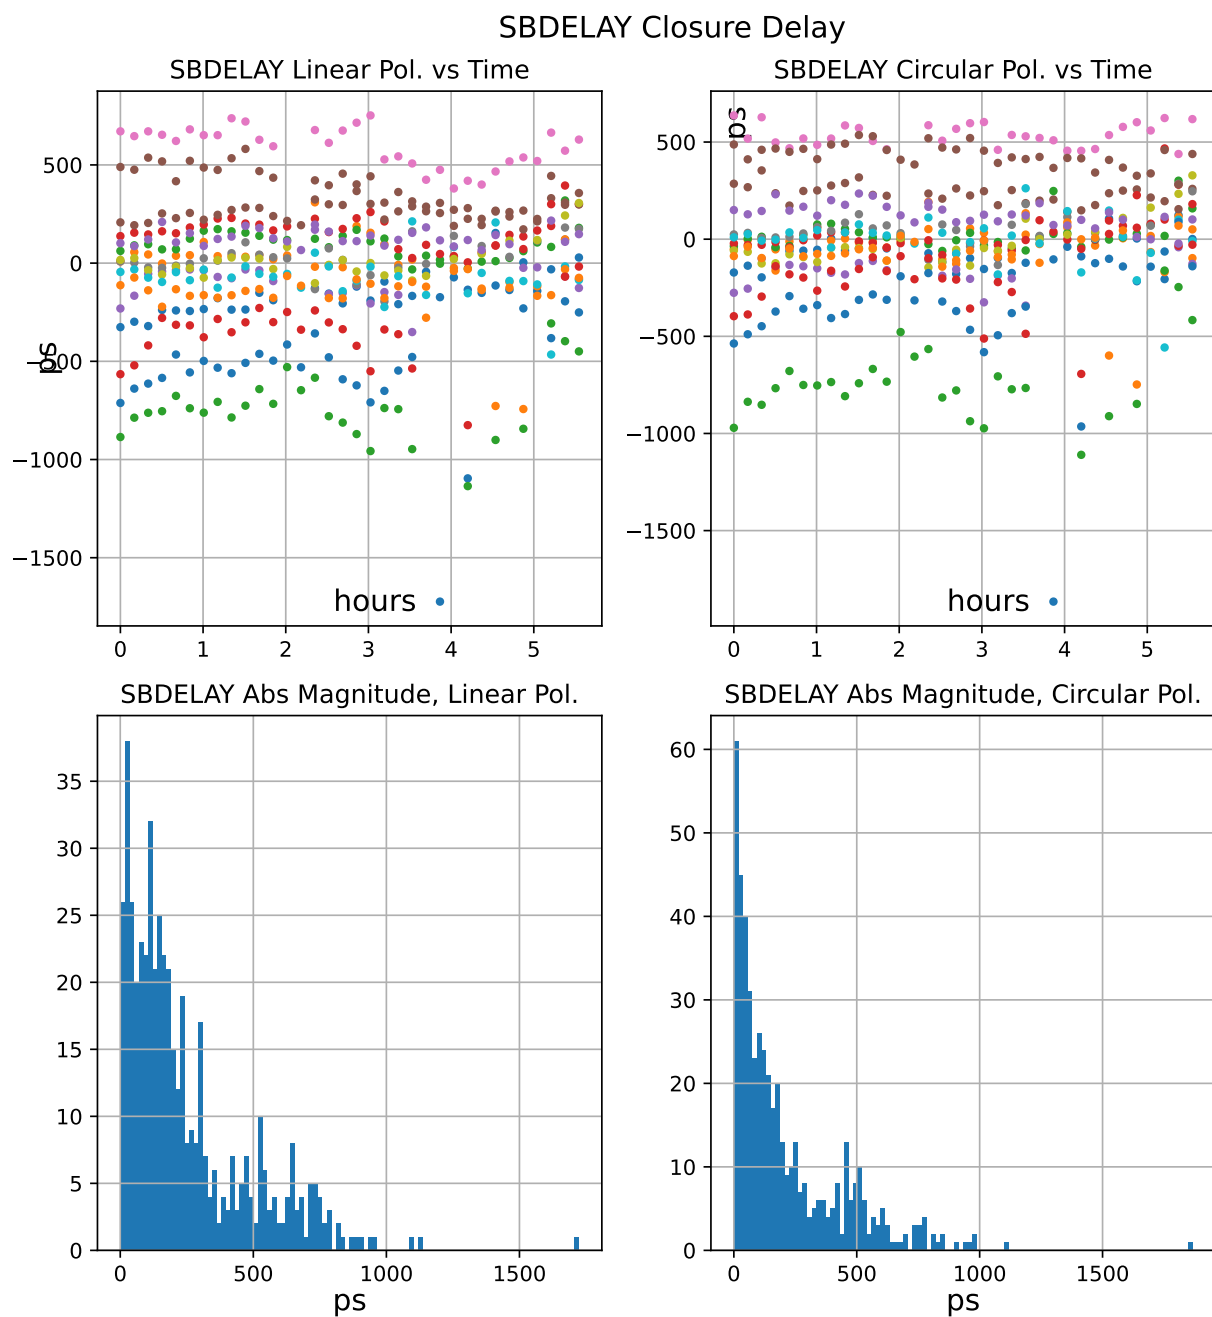 SBDELAY Closure Delay
SBDELAY Linear Pol. vs Time
SBDELAY Circular Pol. vs Time
ps
500
0
−500
−1000
−1500
hours
0 1 2 3 4 5
ps
500
0
−500
−1000
−1500
hours
0 1 2 3 4 5
SBDELAY Abs Magnitude, Linear Pol.
SBDELAY Abs Magnitude, Circular Pol.
35
30
25
20
15
10
5
0
0 500 1000 1500
ps
60
50
40
30
20
10
0
0 500 1000 1500
ps